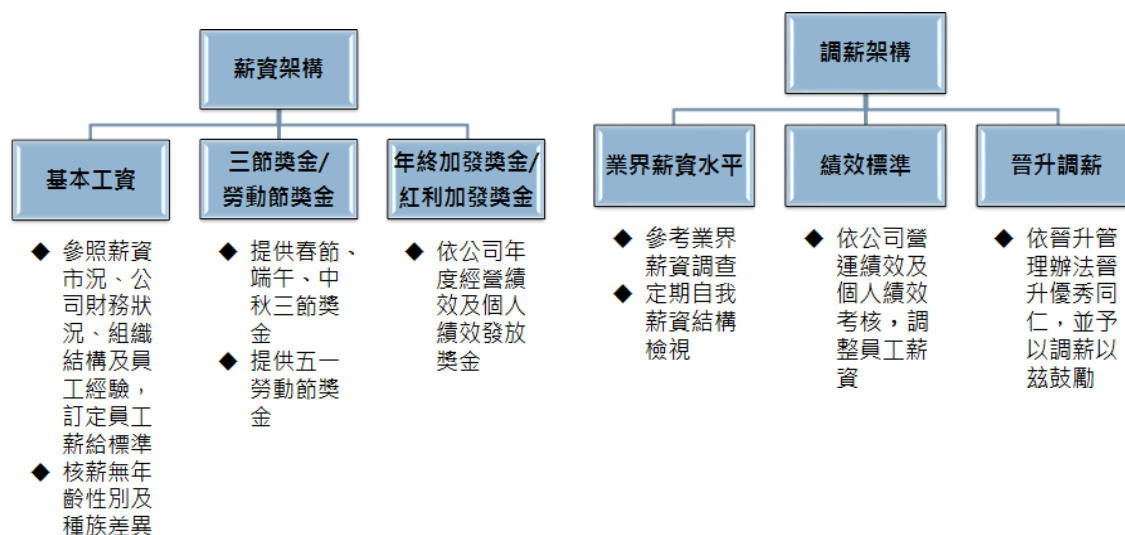 薪資架構
基本工資
◆ 參照薪資
市況、公
司財務狀
況、組織
結構及員
工經驗，
訂定員工
薪給標準
◆ 核薪無年
齡性別及
種族差異
三節獎金/
勞動節獎金
◆ 提供春節、
端午、中
秋三節獎
金
◆ 提供五一
勞動節獎
金
年終加發獎金/
紅利加發獎金
◆ 依公司年
度經營績
效及個人
績效發放
獎金
調薪架構
業界薪資水平
◆ 參考業界
薪資調查
◆ 定期自我
薪資結構
檢視
績效標準
◆ 依公司營
運績效及
個人績效
考核，調
整員工薪
資
晉升調薪
◆ 依晉升管
理辦法晉
升優秀同
仁，並予
以調薪以
茲鼓勵